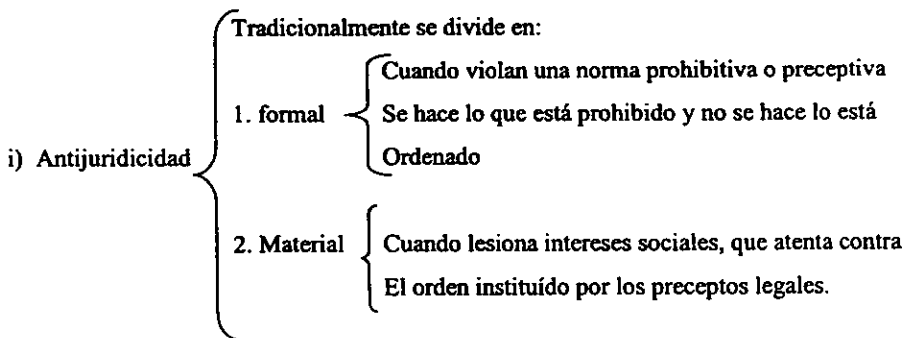 Tradicionalmente se divide en:
Cuando violan una norma prohibitiva o preceptiva
1. formal
Se hace lo que está prohibido y no se hace lo está
Ordenado
i) Antijuridicidad
2. Material
Cuando lesiona intereses sociales, que atenta contra
El orden instituído por los preceptos legales.